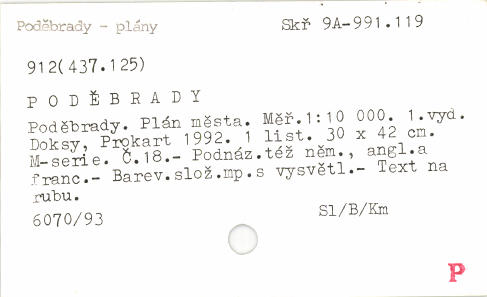 Poděbrady - plány
Skř 9A-991.119
912(437.125)
PODĚBRADY
Poděbrady. Plán města. Měř.1:10 000. 1.vyd.
Doksy, Prokart 1992. 1 list. 30 x 42 cm.
M-serie. Č.18.- Podnáz.též něm., angl.a
franc.- Barev.slož.mp.s vysvětl.- Text na
rubu.
6070/93
Sl/B/Km
P